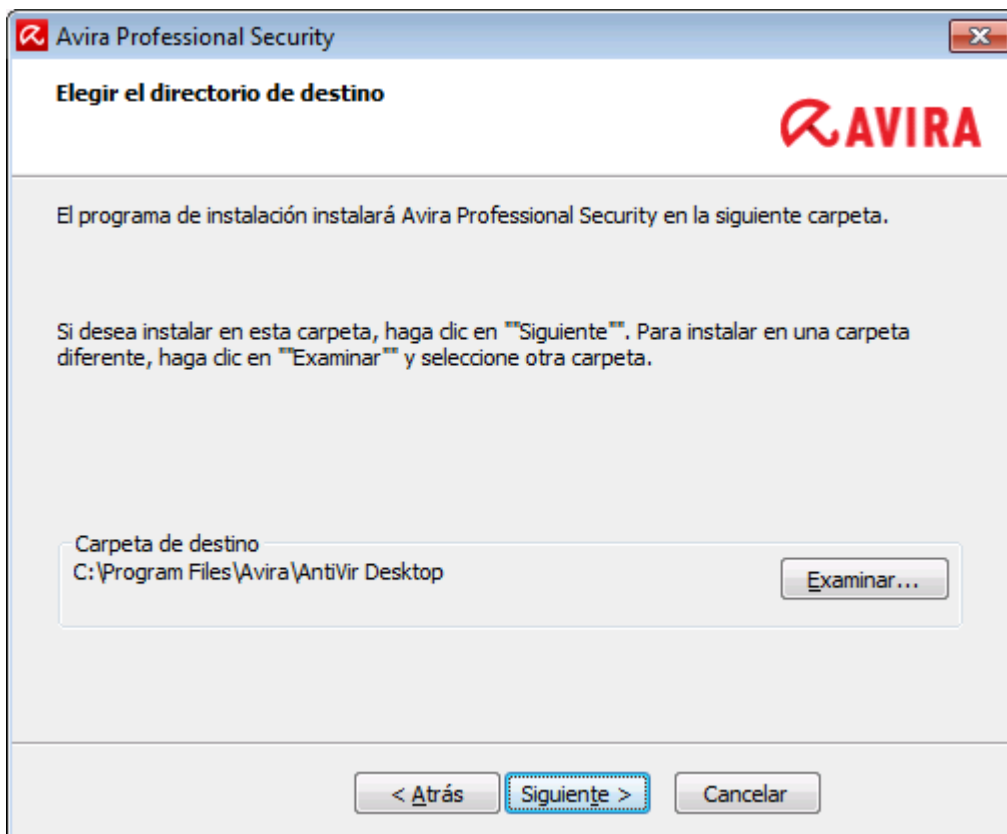 Avira Professional Security
Elegir el directorio de destino
AVIRA
El programa de instalación instalará Avira Professional Security en la siguiente carpeta.
Si desea instalar en esta carpeta, haga clic en ""Siguiente"". Para instalar en una carpeta
diferente, haga clic en ""Examinar"" y seleccione otra carpeta.
Carpeta de destino
C:\Program Files\Avira\AntiVir Desktop
Examinar...
< Atrás
Siguiente >
Cancelar